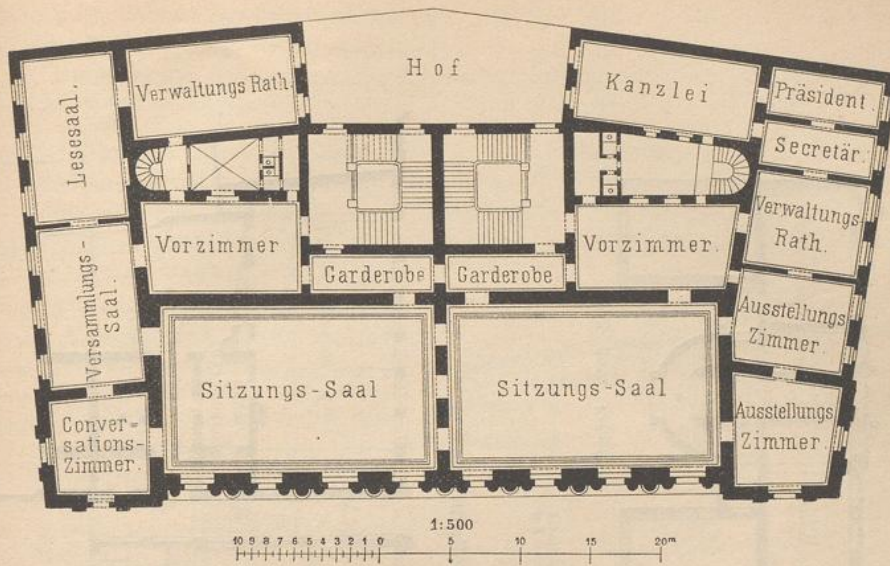 Hof
Verwaltungs Rath.
Kanzlei
Präsident.
Lesesaal.
Secretär.
Vorzimmer
Vorzimmer.
Verwaltungs
Rath.
Garderobe
Garderobe
Versammlungs-
Saal.
Ausstellungs
Zimmer.
Sitzungs-Saal
Sitzungs-Saal
Conver=
sations-
Zimmer.
Ausstellungs
Zimmer.
1:500
10 9 8 7 6 5 4 3 2 1 0 5 10 15 20m